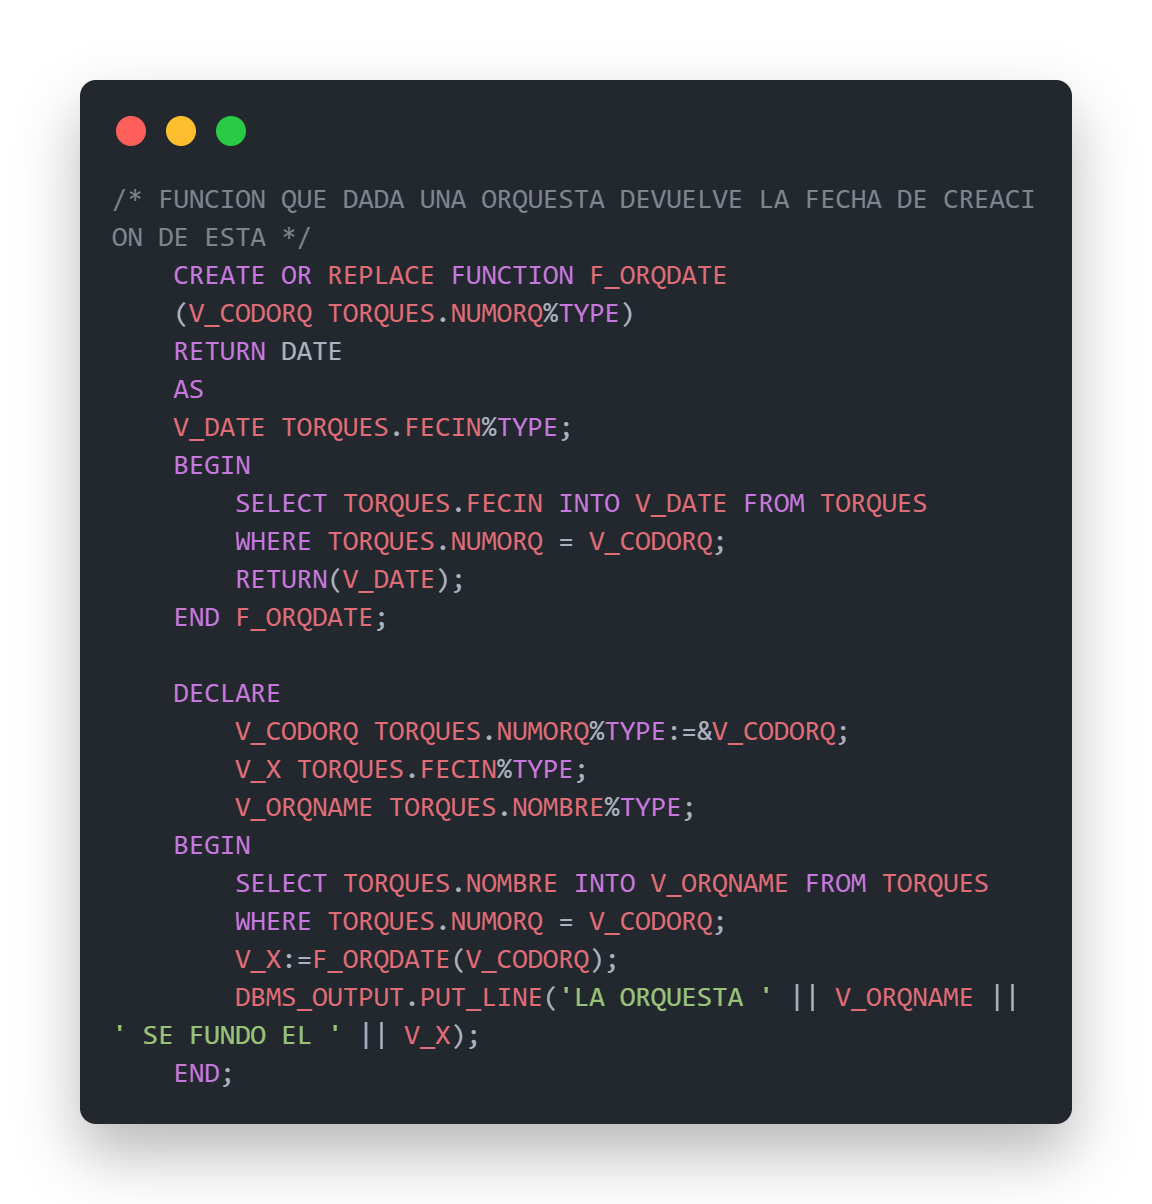 /* FUNCION QUE DADA UNA ORQUESTA DEVUELVE LA FECHA DE CREACI
ON DE ESTA */
    CREATE OR REPLACE FUNCTION F_ORQDATE
    (V_CODORQ TORQUES.NUMORQ%TYPE)
    RETURN DATE
    AS
    V_DATE TORQUES.FECIN%TYPE;
    BEGIN
        SELECT TORQUES.FECIN INTO V_DATE FROM TORQUES
        WHERE TORQUES.NUMORQ = V_CODORQ;
        RETURN(V_DATE);
    END F_ORQDATE;

    DECLARE
        V_CODORQ TORQUES.NUMORQ%TYPE:=&V_CODORQ;
        V_X TORQUES.FECIN%TYPE;
        V_ORQNAME TORQUES.NOMBRE%TYPE;
    BEGIN
        SELECT TORQUES.NOMBRE INTO V_ORQNAME FROM TORQUES
        WHERE TORQUES.NUMORQ = V_CODORQ;
        V_X:=F_ORQDATE(V_CODORQ);
        DBMS_OUTPUT.PUT_LINE('LA ORQUESTA ' || V_ORQNAME ||
' SE FUNDO EL ' || V_X);
    END;